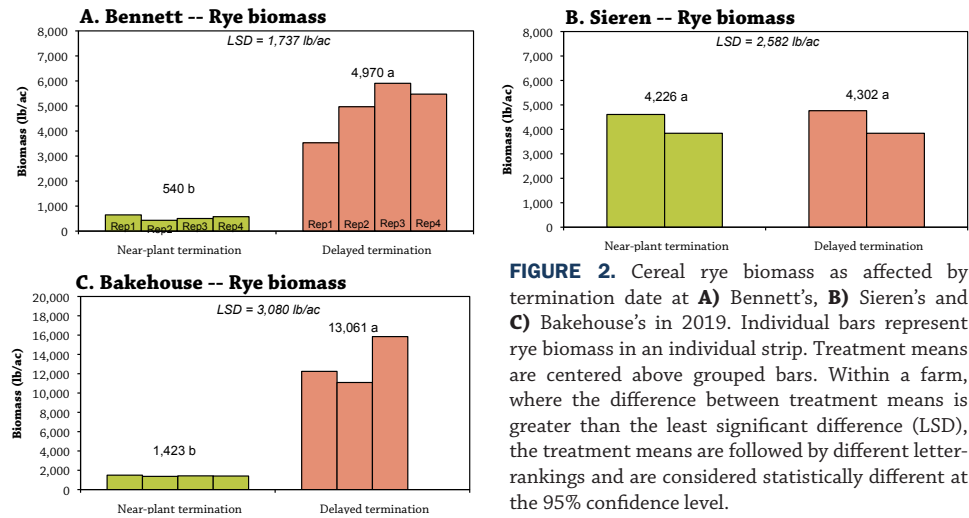 A. Bennett -- Rye biomass
LSD = 1,737 lb/ac
8,000
7,000
6,000
5,000
4,000
3,000
2,000
1,000
0
Biomass (lb/ac)
540 b
4,970 a
Rep1 Rep2 Rep3 Rep4
Rep1 Rep2 Rep3 Rep4
Near-plant termination
Delayed termination
B. Sieren -- Rye biomass
LSD = 2,582 lb/ac
8,000
7,000
6,000
5,000
4,000
3,000
2,000
1,000
0
Biomass (lb/ac)
4,226 a
4,302 a
Near-plant termination
Delayed termination
C. Bakehouse -- Rye biomass
LSD = 3,080 lb/ac
20,000
18,000
16,000
14,000
12,000
10,000
8,000
6,000
4,000
2,000
0
Biomass (lb/ac)
1,423 b
13,061 a
Near-plant termination
Delayed termination
FIGURE 2. Cereal rye biomass as affected by
termination date at A) Bennett's, B) Sieren's and
C) Bakehouse's in 2019. Individual bars represent
rye biomass in an individual strip. Treatment means
are centered above grouped bars. Within a farm,
where the difference between treatment means is
greater than the least significant difference (LSD),
the treatment means are followed by different letter-
rankings and are considered statistically different at
the 95% confidence level.